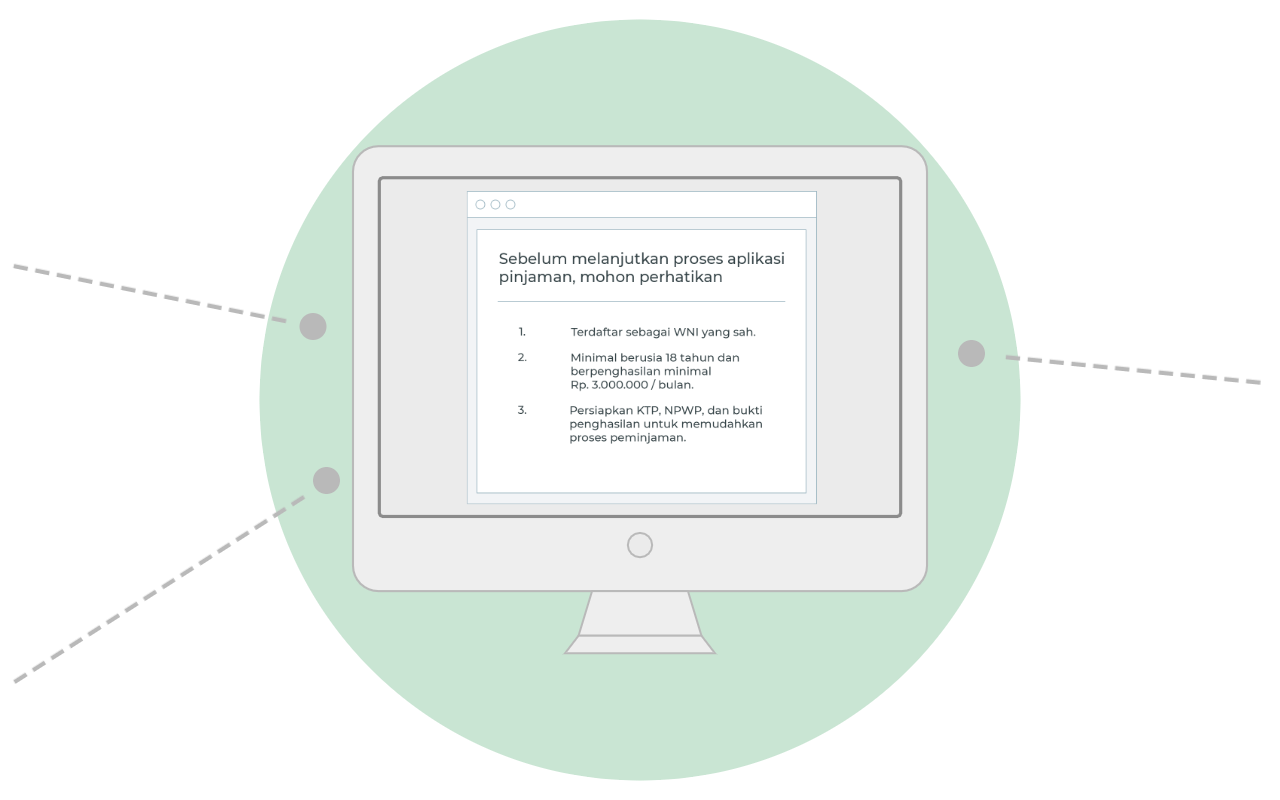 Sebelum melanjutkan proses aplikasi
pinjaman, mohon perhatikan
1. Terdaftar sebagai WNI yang sah.
2. Minimal berusia 18 tahun dan
berpenghasilan minimal
Rp. 3.000.000 / bulan.
3. Persiapkan KTP, NPWP, dan bukti
penghasilan untuk memudahkan
proses peminjaman.